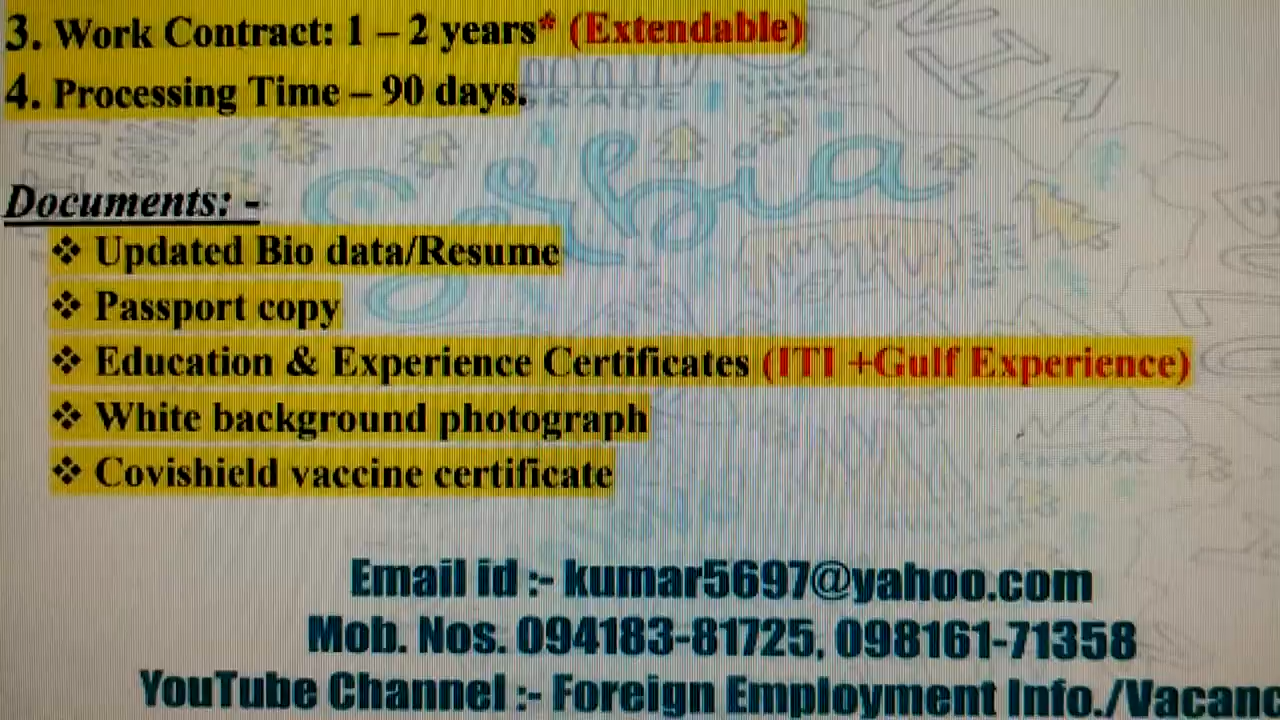 3. Work Contract: 1 – 2 years* (Extendable)
4. Processing Time – 90 days.
Serbia
Documents: -
❖ Updated Bio data/Resume
❖ Passport copy
❖ Education & Experience Certificates (ITI +Gulf Experience)
❖ White background photograph
❖ Covishield vaccine certificate
Email id :- kumar5697@yahoo.com
Mob. Nos. 094183-81725, 098161-71358
YouTube Channel :- Foreign Employment Info./Vacanc